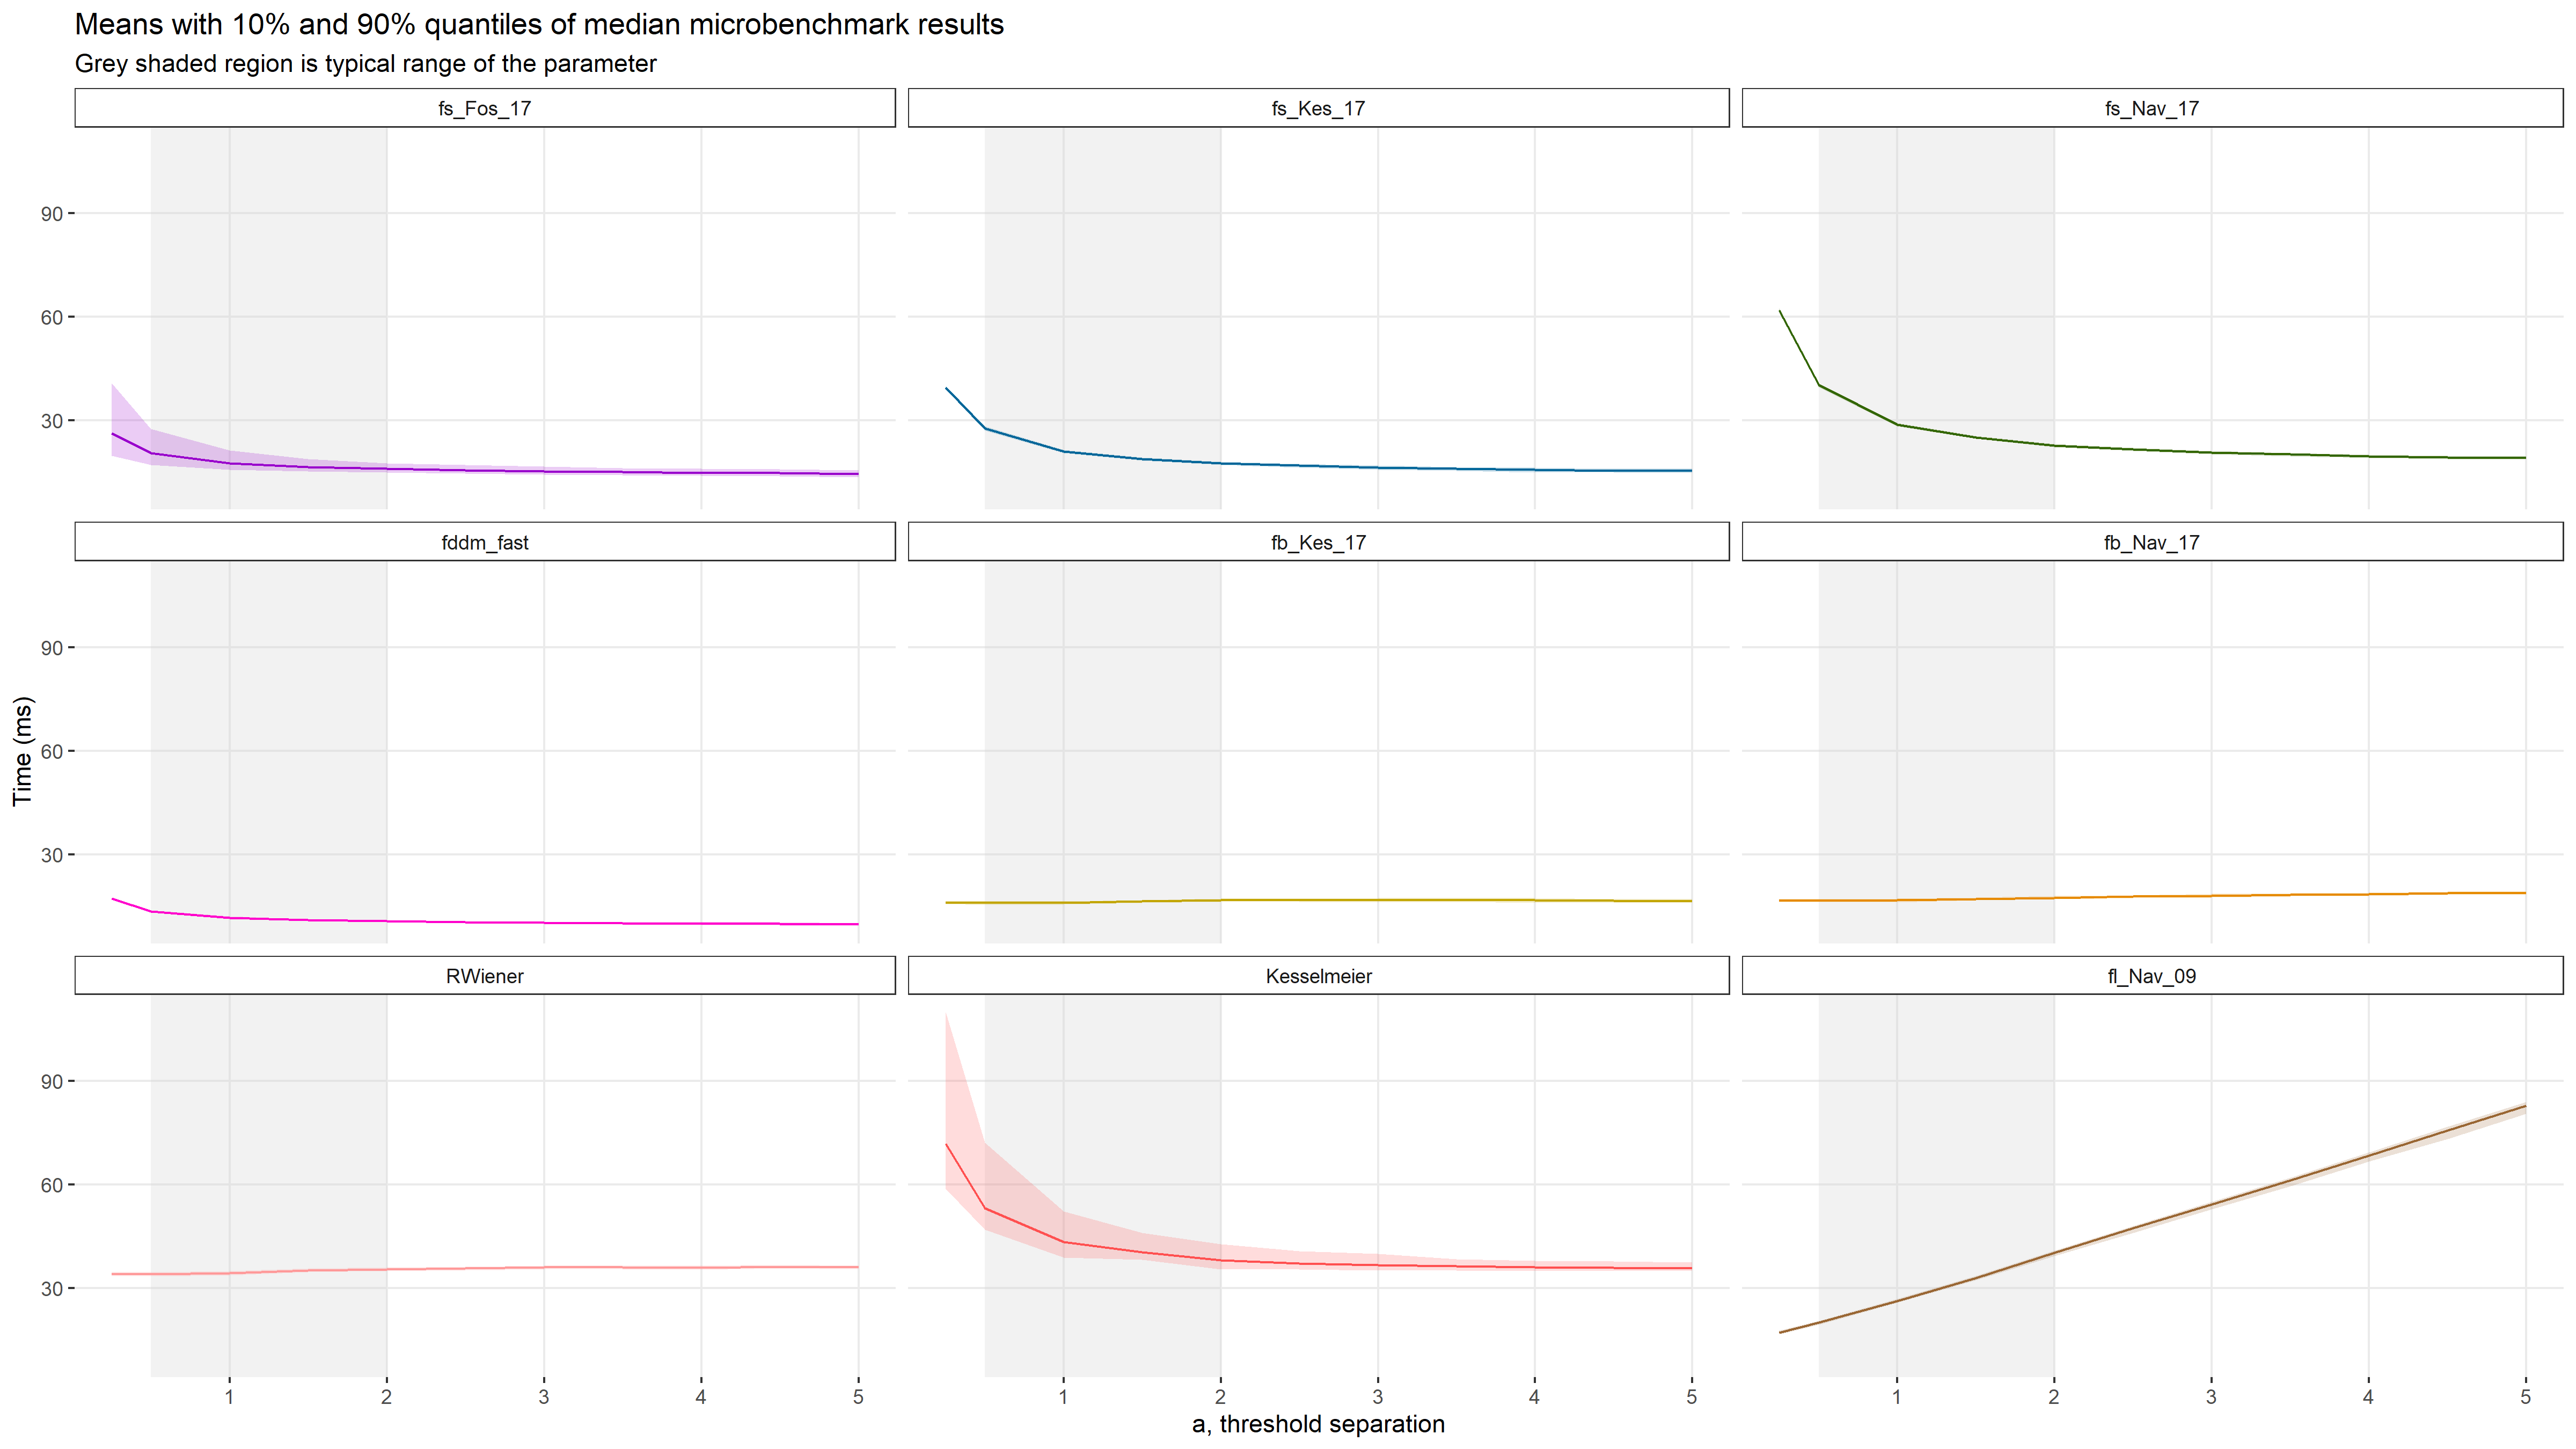 Means with 10% and 90% quantiles of median microbenchmark results
Grey shaded region is typical range of the parameter
fs_Fos_17 fs_Kes_17 fs_Nav_17
90
60
30
fddm_fast fb_Kes_17 fb_Nav_17
90
60
30
Time (ms)
RWiener Kesselmeier fl_Nav_09
90
60
30
1 2 3 4 5 1 2 3 4 5 1 2 3 4 5
a, threshold separation